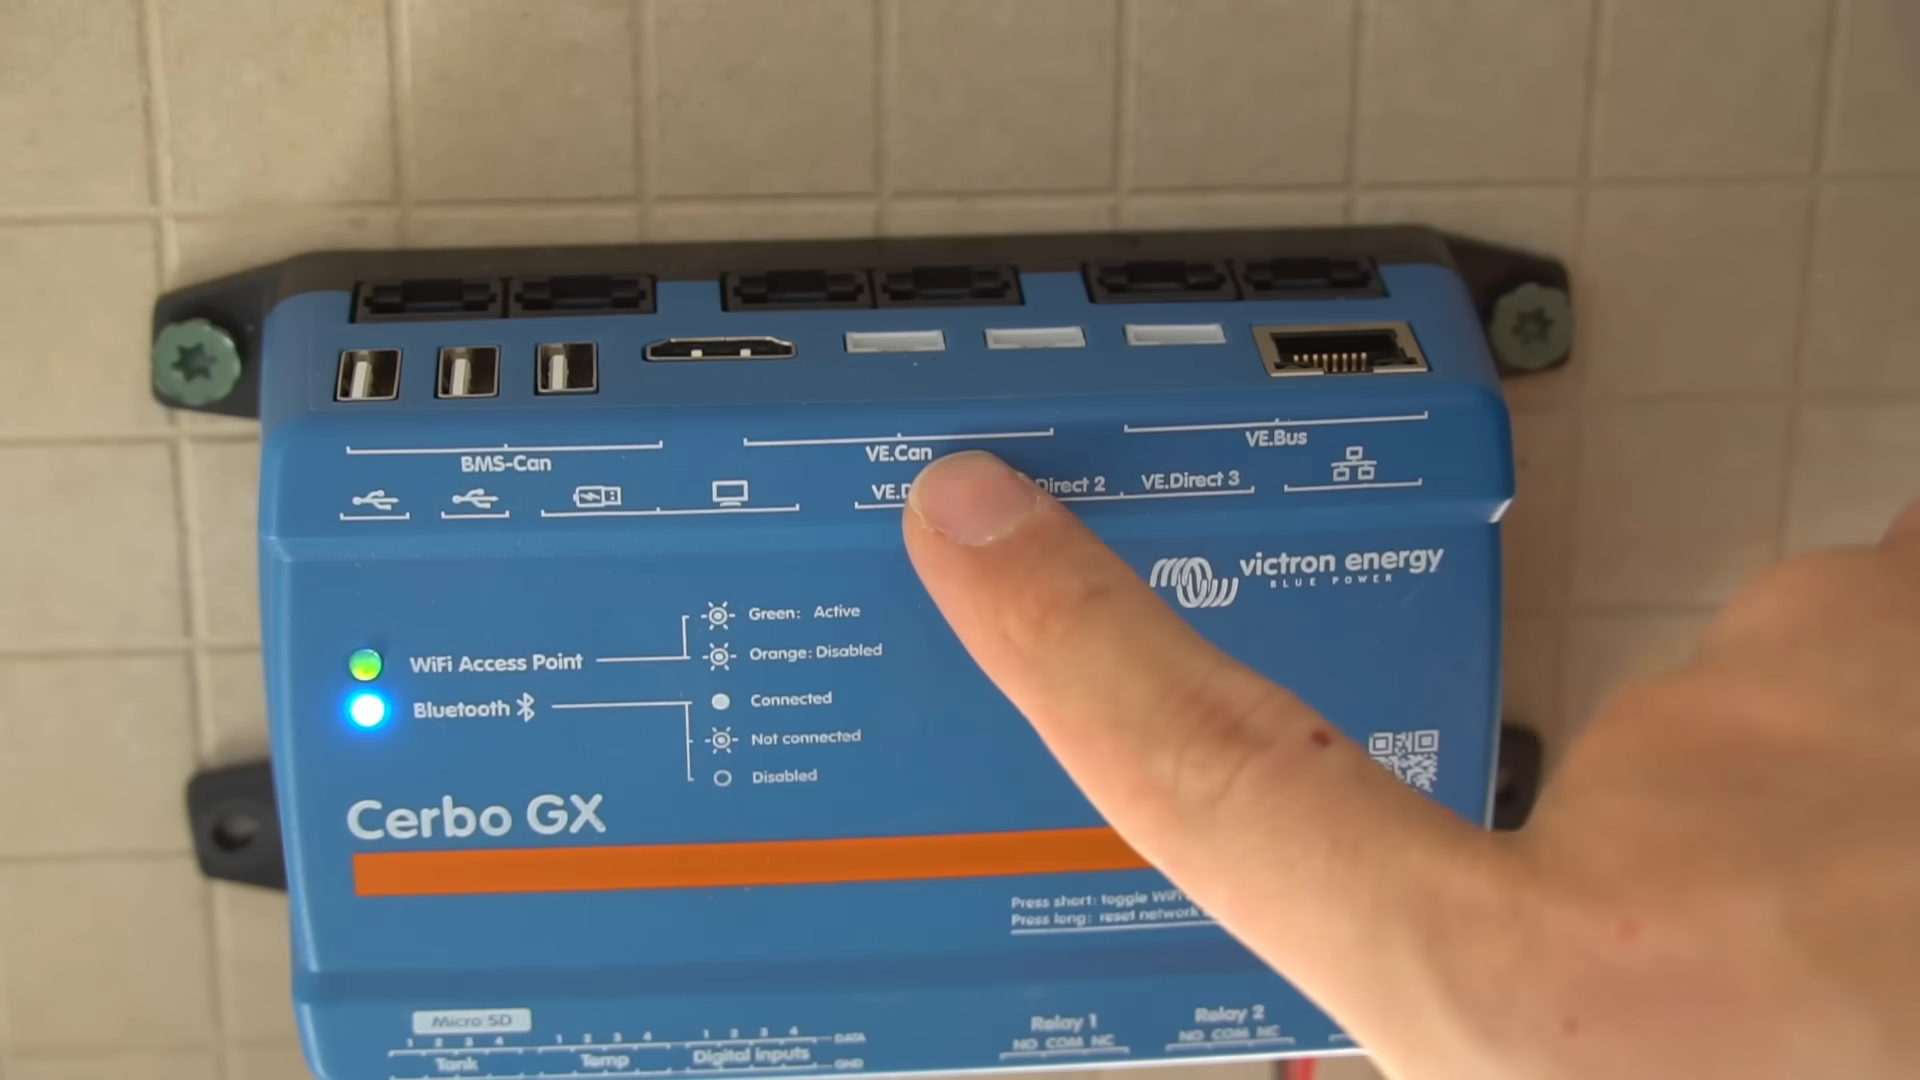 BMS-Can
VE.Can
VE.Bus
VE.D
Direct 2
VE.Direct 3
victron energy
BLUE POWER
Green: Active
WiFi Access Point
Orange: Disabled
Bluetooth
Connected
Not connected
Disabled
Cerbo GX
Press short: toggle WiFi
Press long: reset network
Micro SD
1 2 3 4
1 2 3 4
1 2 3 4
DATA
Tank
Temp
Digital inputs
GND
Relay 1
NO COM NC
Relay 2
NO COM NC